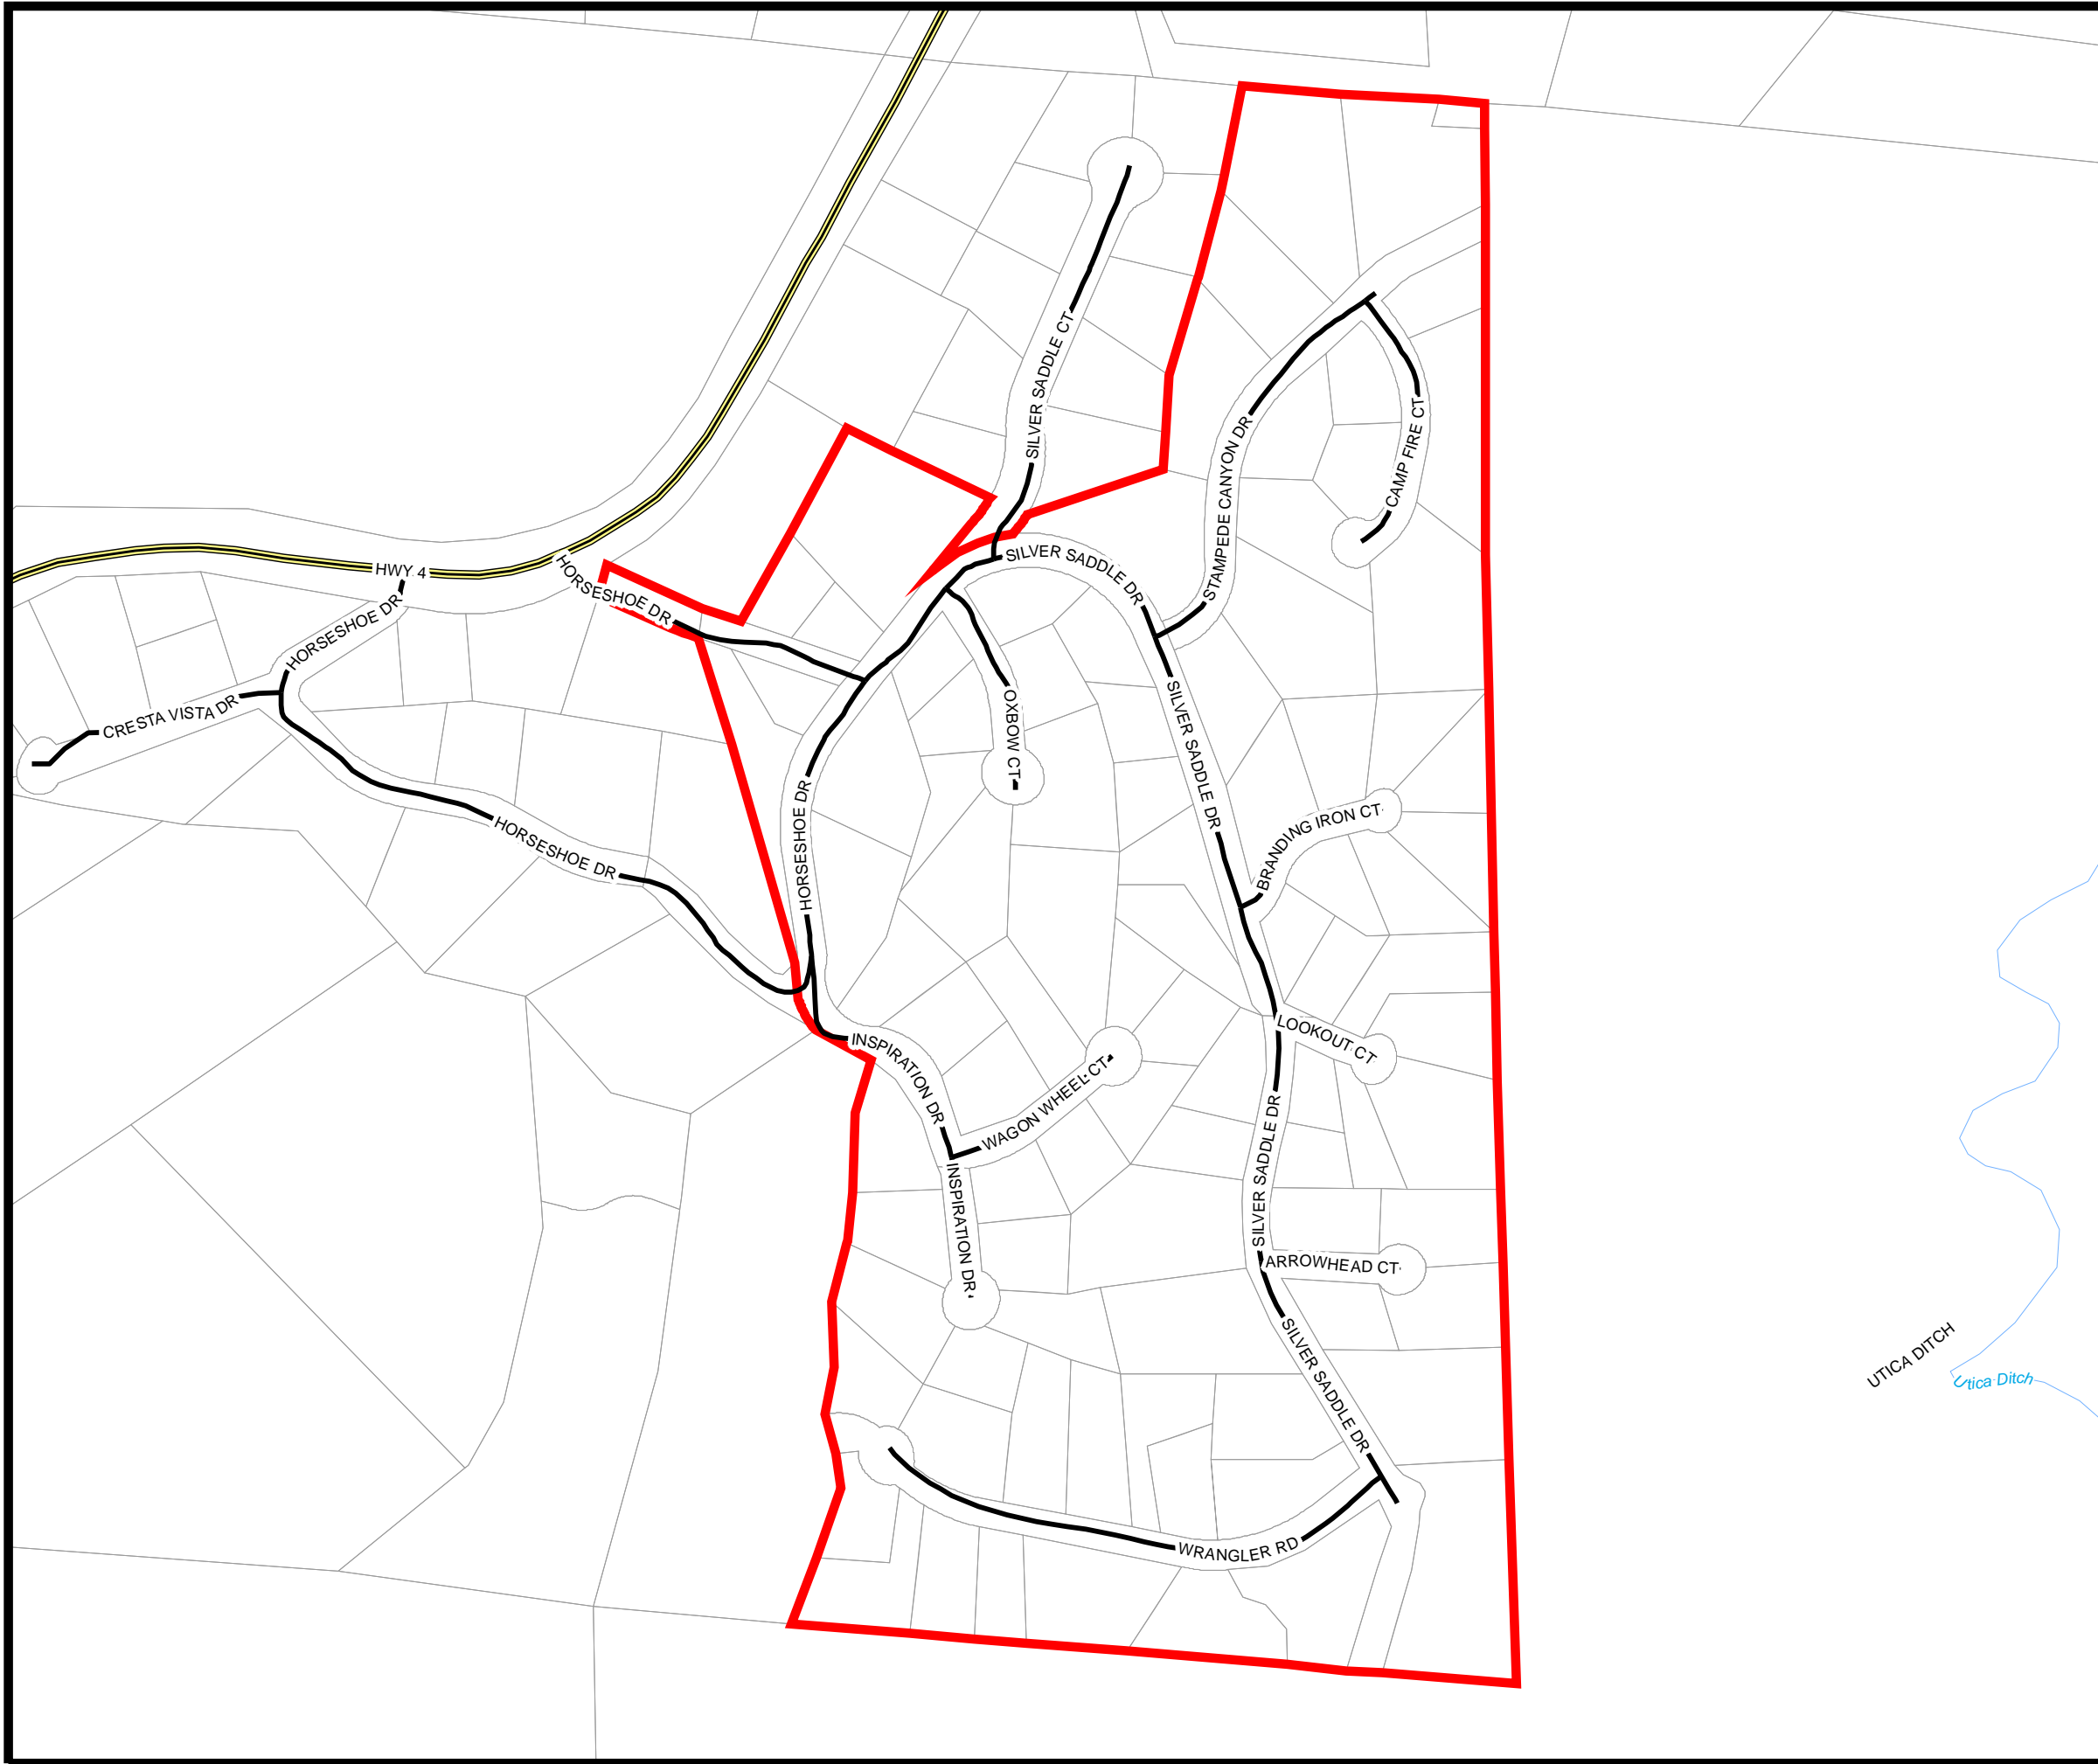 SILVER SADDLE CT
STAMPEDE CANYON DR
CAMP FIRE CT
HWY 4
HORSESHOE DR
HORSESHOE DR
SILVER SADDLE DR
CRESTA VISTA DR
OXBOW CT
SILVER SADDLE DR
HORSESHOE DR
HORSESHOE DR
BRANDING IRON CT
INSPIRATION DR
LOOKOUT CT
WAGON WHEEL CT
SILVER SADDLE DR
INSPIRATION DR
ARROWHEAD CT
SILVER SADDLE DR
UTICA DITCH
Utica Ditch
WRANGLER RD